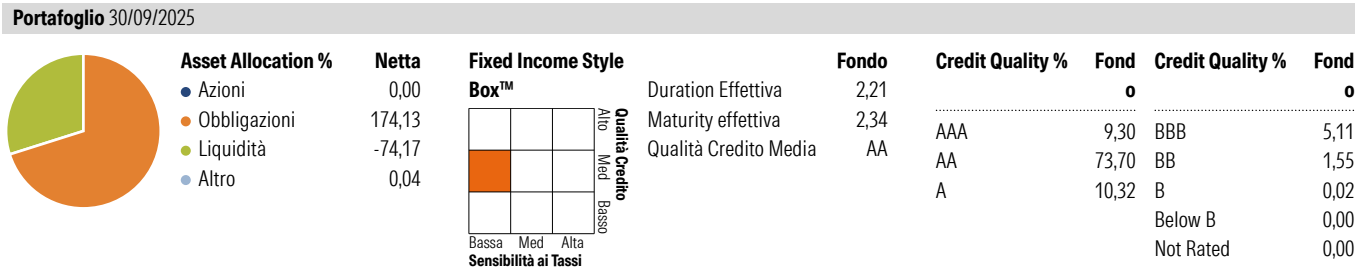 Portafoglio 30/09/2025
Asset Allocation % Netta
Azioni 0,00
Obbligazioni 174,13
Liquidità -74,17
Altro 0,04
Fixed Income Style
Box™
Alto Med Basso
Qualità Credito
Bassa Med Alta
Sensibilità ai Tassi
Fondo
Duration Effettiva 2,21
Maturity effettiva 2,34
Qualità Credito Media AA
Credit Quality % Fond
o
AAA 9,30
AA 73,70
A 10,32
Credit Quality % Fond
o
BBB 5,11
BB 1,55
B 0,02
Below B 0,00
Not Rated 0,00